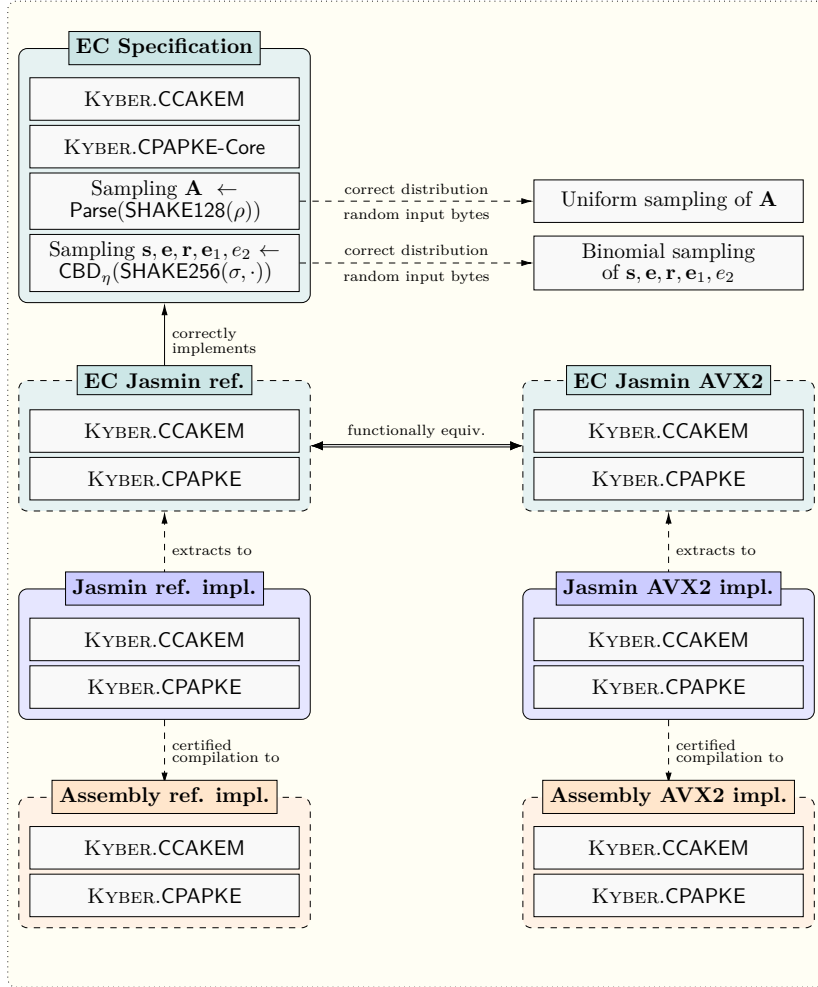 EC Specification
KYBER.CCAKEM
KYBER.CPAPKE-Core
Sampling A ←
Parse(SHAKE128(ρ))
correct distribution
random input bytes
Uniform sampling of A
Sampling s, e, r, e₁, e₂ ←
CBD_η(SHAKE256(σ, ·))
correct distribution
random input bytes
Binomial sampling
of s, e, r, e₁, e₂
correctly
implements
EC Jasmin ref.
KYBER.CCAKEM
KYBER.CPAPKE
functionally equiv.
EC Jasmin AVX2
KYBER.CCAKEM
KYBER.CPAPKE
extracts to
extracts to
Jasmin ref. impl.
KYBER.CCAKEM
KYBER.CPAPKE
Jasmin AVX2 impl.
KYBER.CCAKEM
KYBER.CPAPKE
certified
compilation to
certified
compilation to
Assembly ref. impl.
KYBER.CCAKEM
KYBER.CPAPKE
Assembly AVX2 impl.
KYBER.CCAKEM
KYBER.CPAPKE